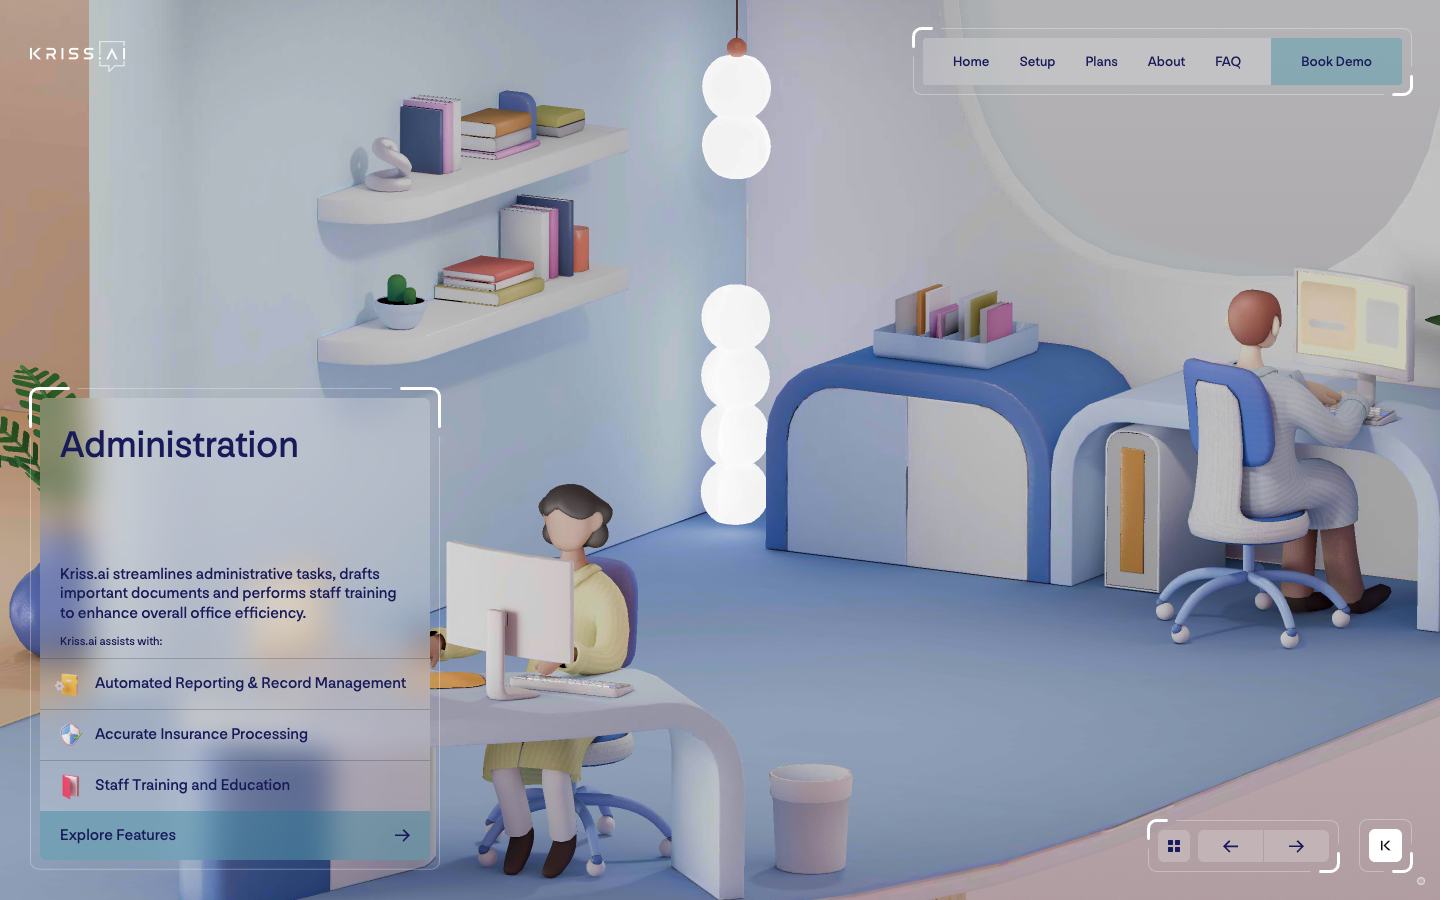 KRISS.AI
Home
Setup
Plans
About
FAQ
Book Demo
Administration
Kriss.ai streamlines administrative tasks, drafts
important documents and performs staff training
to enhance overall office efficiency.
Kriss.ai assists with:
Automated Reporting & Record Management
Accurate Insurance Processing
Staff Training and Education
Explore Features